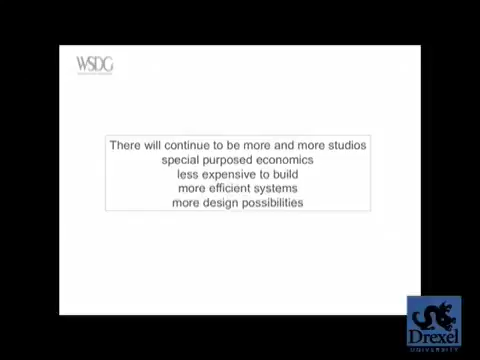 WSDG
There will continue to be more and more studios
special purposed economics
less expensive to build
more efficient systems
more design possibilities
Drexel
UNIVERSITY